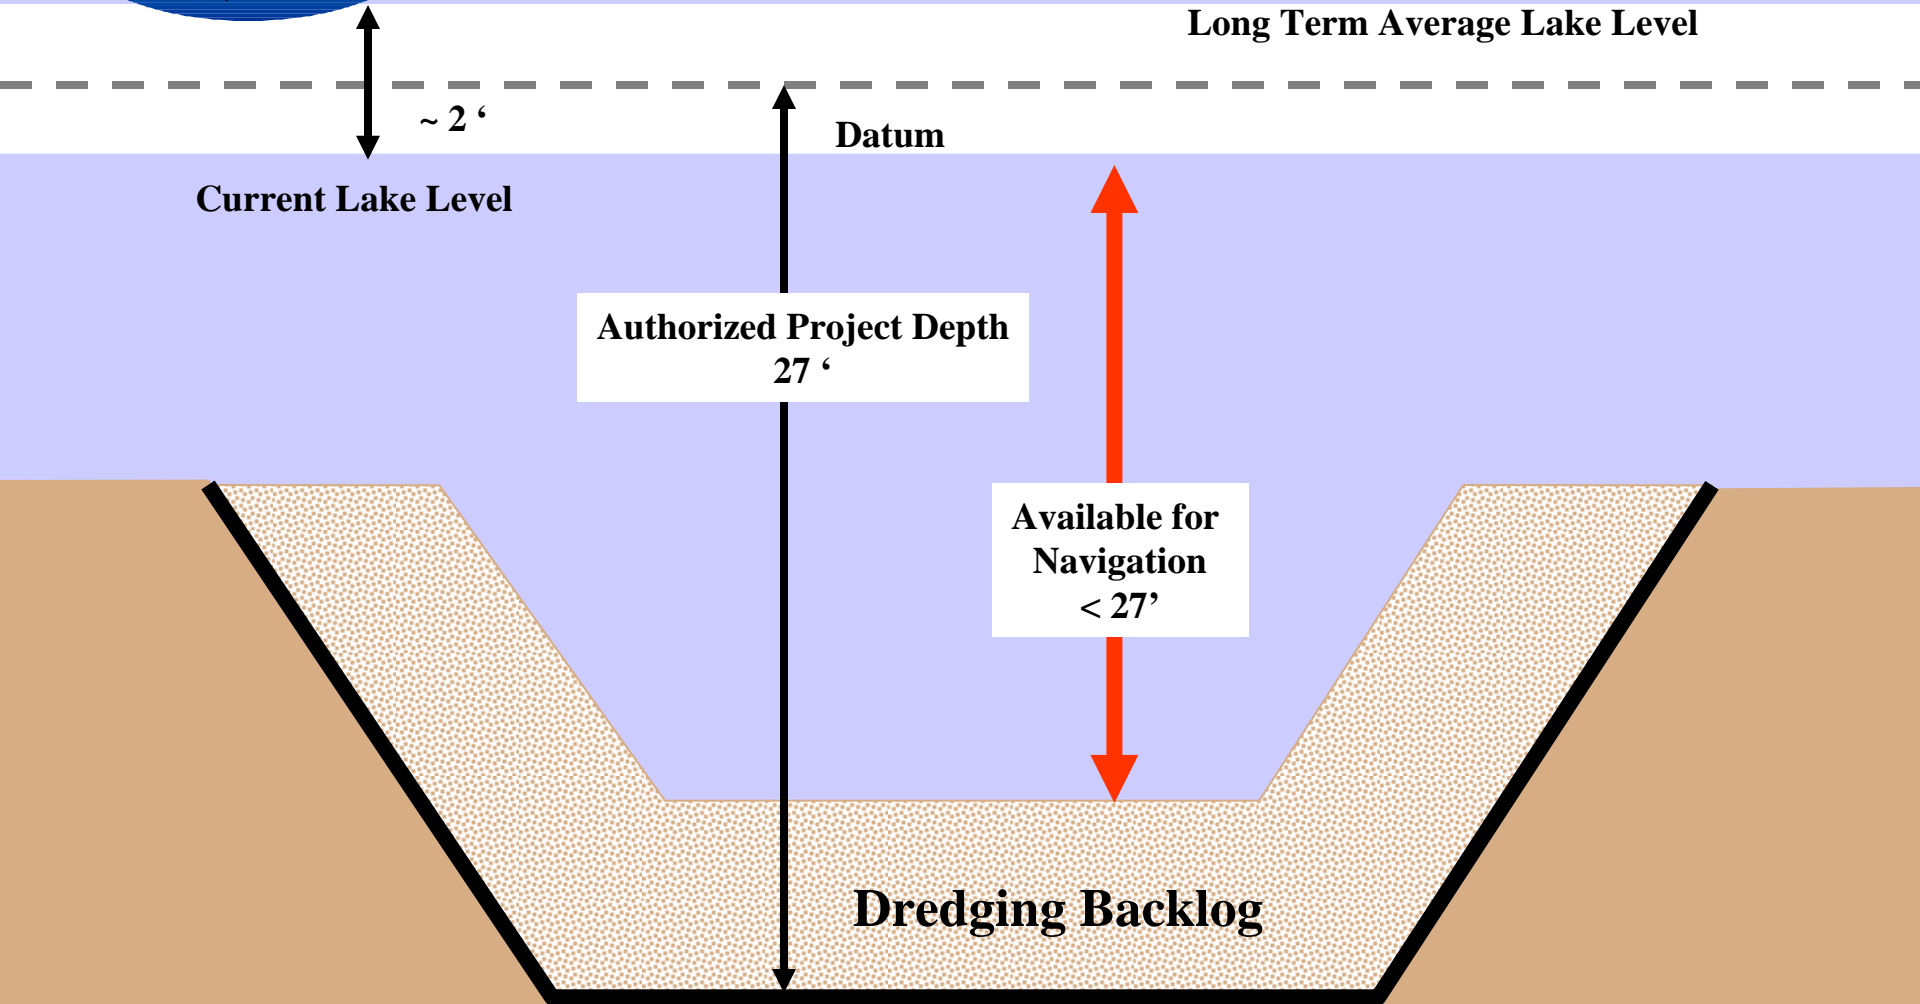 Long Term Average Lake Level
~ 2 ‘
Datum
Current Lake Level
Authorized Project Depth
27 ‘
Available for
Navigation
< 27’
Dredging Backlog